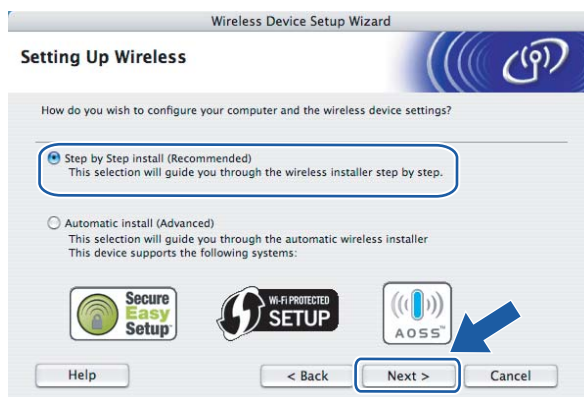 Wireless Device Setup Wizard
Setting Up Wireless
How do you wish to configure your computer and the wireless device settings?
Step by Step install (Recommended)
This selection will guide you through the wireless installer step by step.
Automatic install (Advanced)
This selection will guide you through the automatic wireless installer
This device supports the following systems:
Secure
Easy
Setup™
Wi-Fi PROTECTED
SETUP
AOSS™
Help
< Back
Next >
Cancel